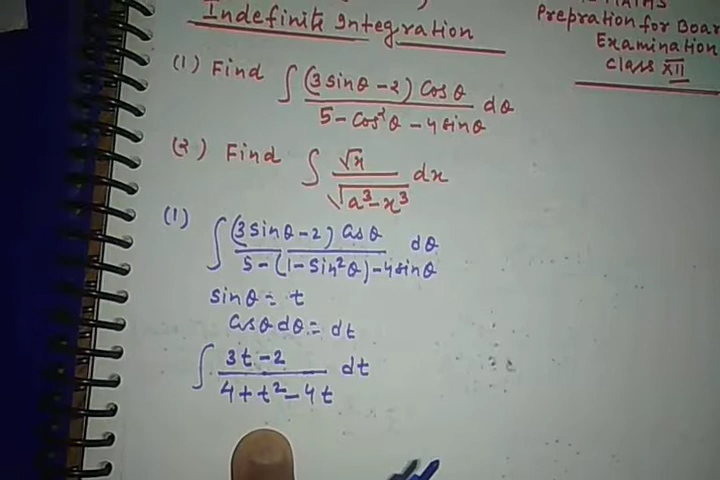 Indefinite Integration
Prepration for Boar
Examination
Class XII
(1) Find ∫ (3 sinθ - 2) Cosθ / 5 - Cos²θ - 4 sinθ dθ
(2) Find ∫ √x / √a³-x³ dx
(1) ∫ (3 sinθ - 2) Cosθ / 5 - (1 - Sin²θ) - 4 sinθ dθ
sinθ = t
Cosθ dθ = dt
∫ 3t - 2 / 4 + t² - 4t dt